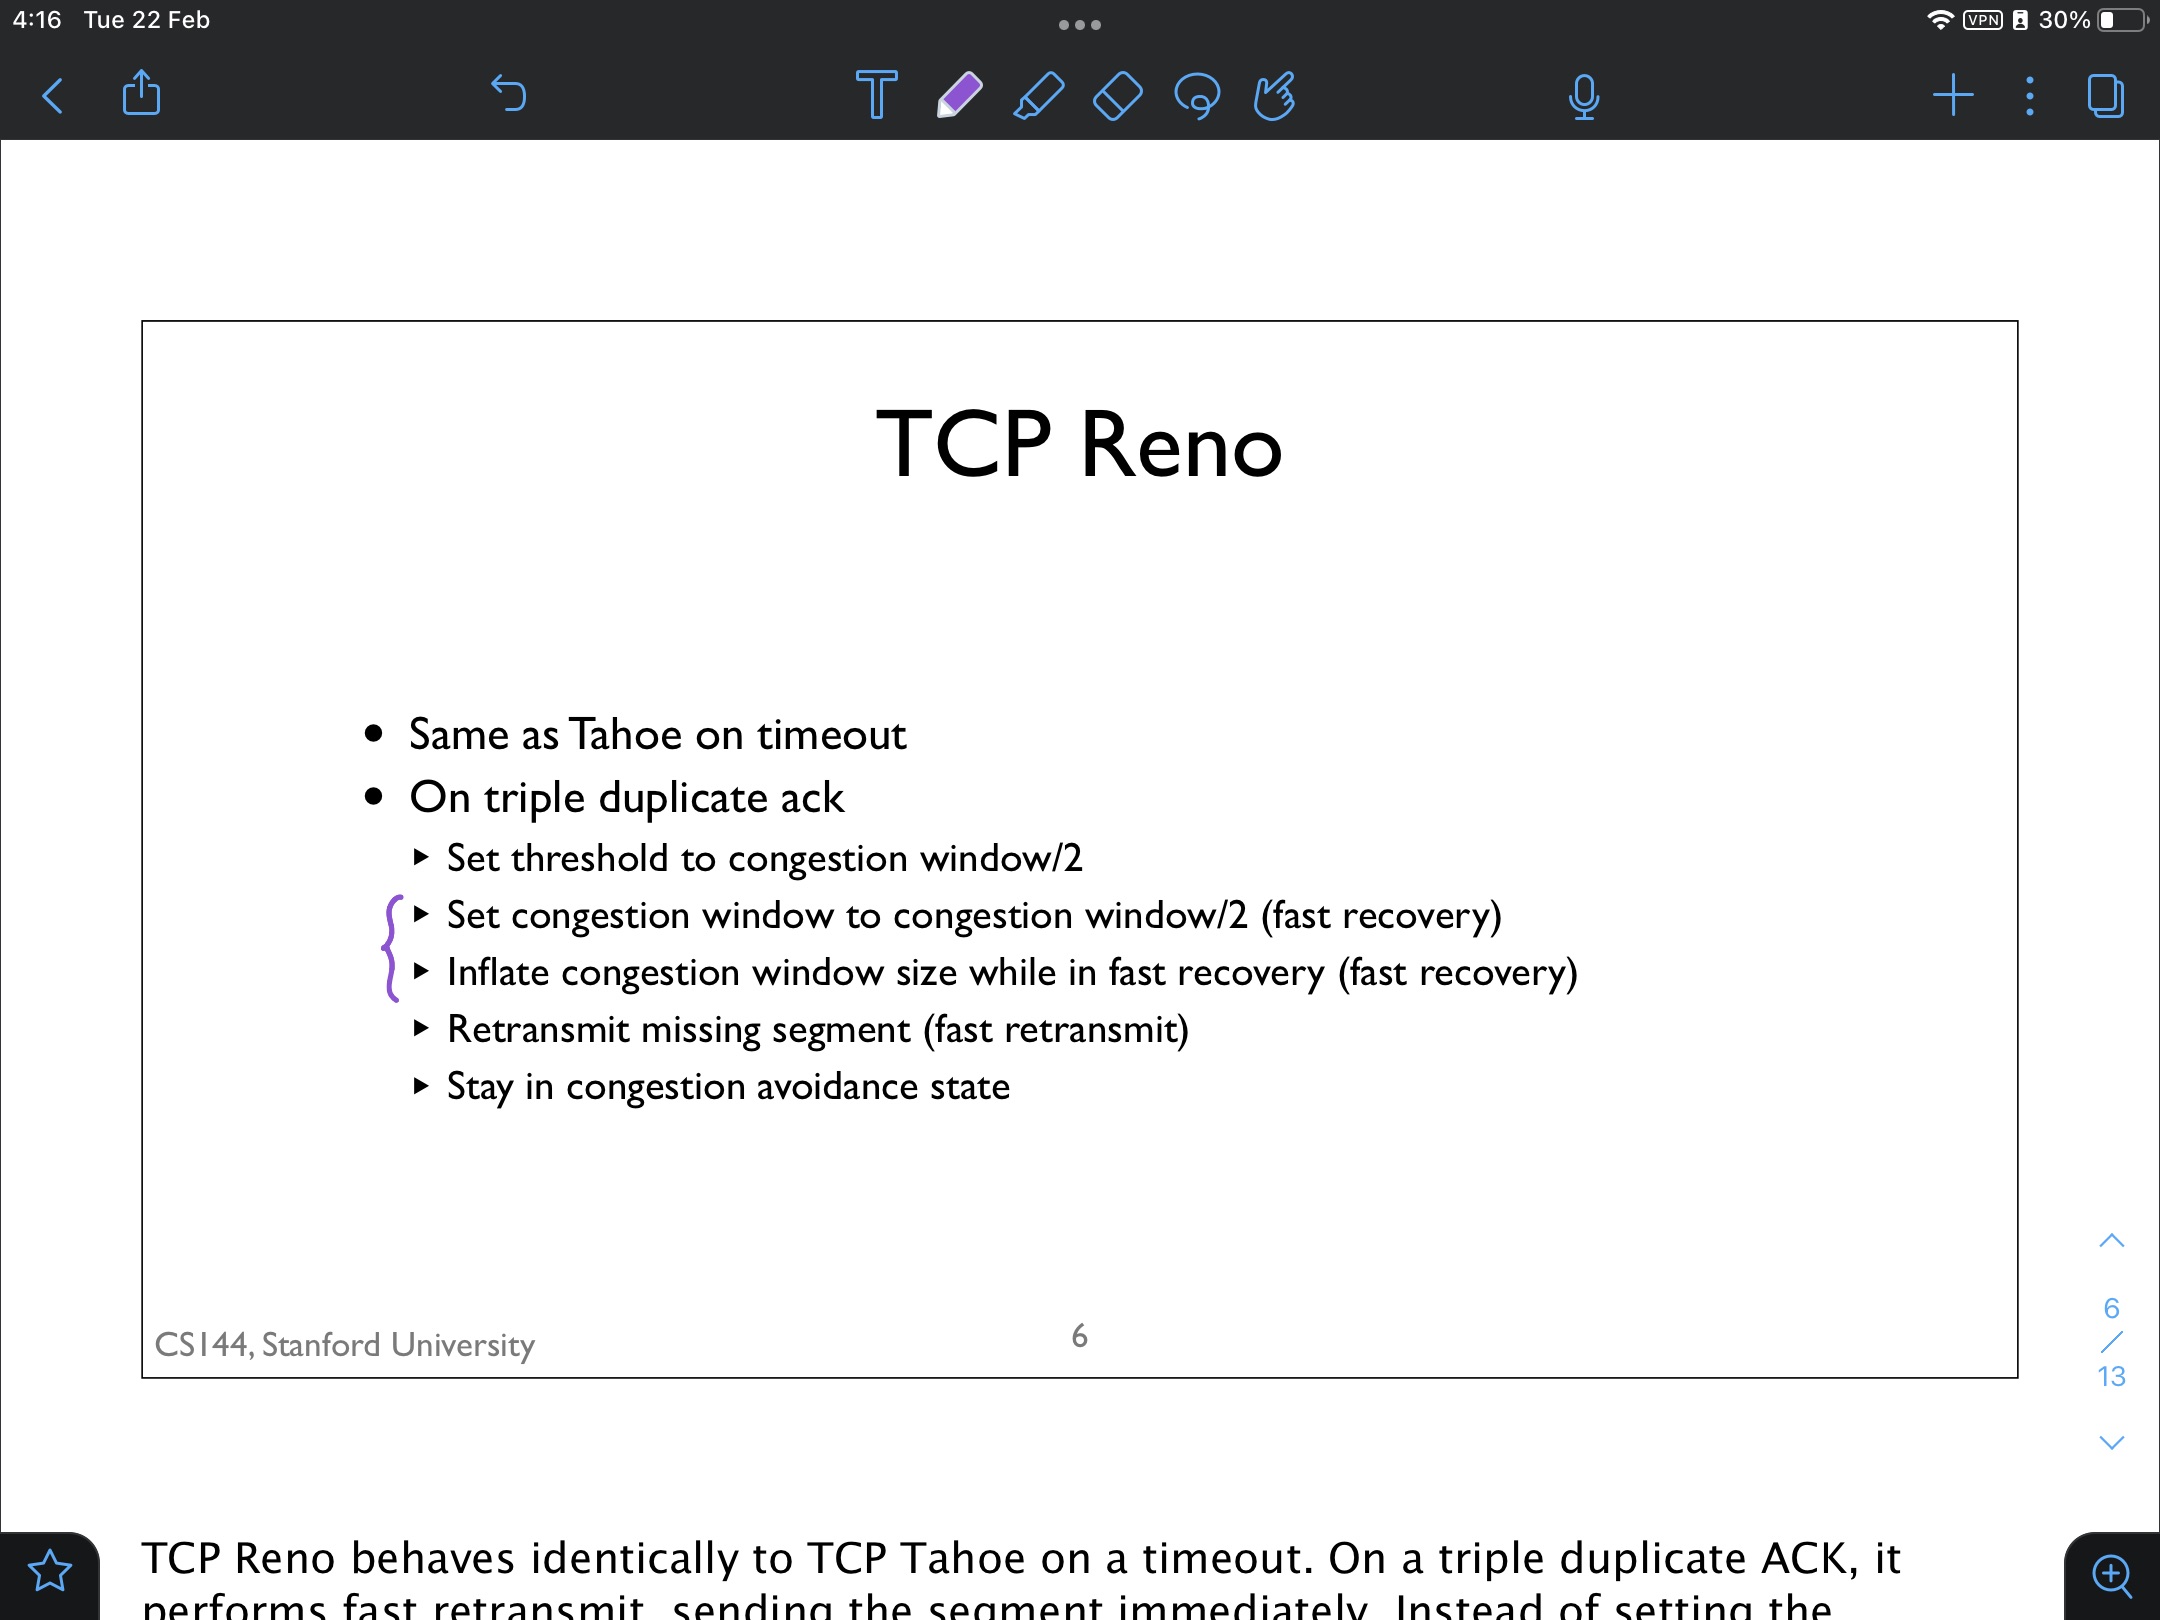 4:16 Tue 22 Feb
VPN 30%
TCP Reno
• Same as Tahoe on timeout
• On triple duplicate ack
‣ Set threshold to congestion window/2
‣ Set congestion window to congestion window/2 (fast recovery)
‣ Inflate congestion window size while in fast recovery (fast recovery)
‣ Retransmit missing segment (fast retransmit)
‣ Stay in congestion avoidance state
CS144, Stanford University
6
6
/
13
TCP Reno behaves identically to TCP Tahoe on a timeout. On a triple duplicate ACK, it
performs fast retransmit, sending the segment immediately. Instead of setting the